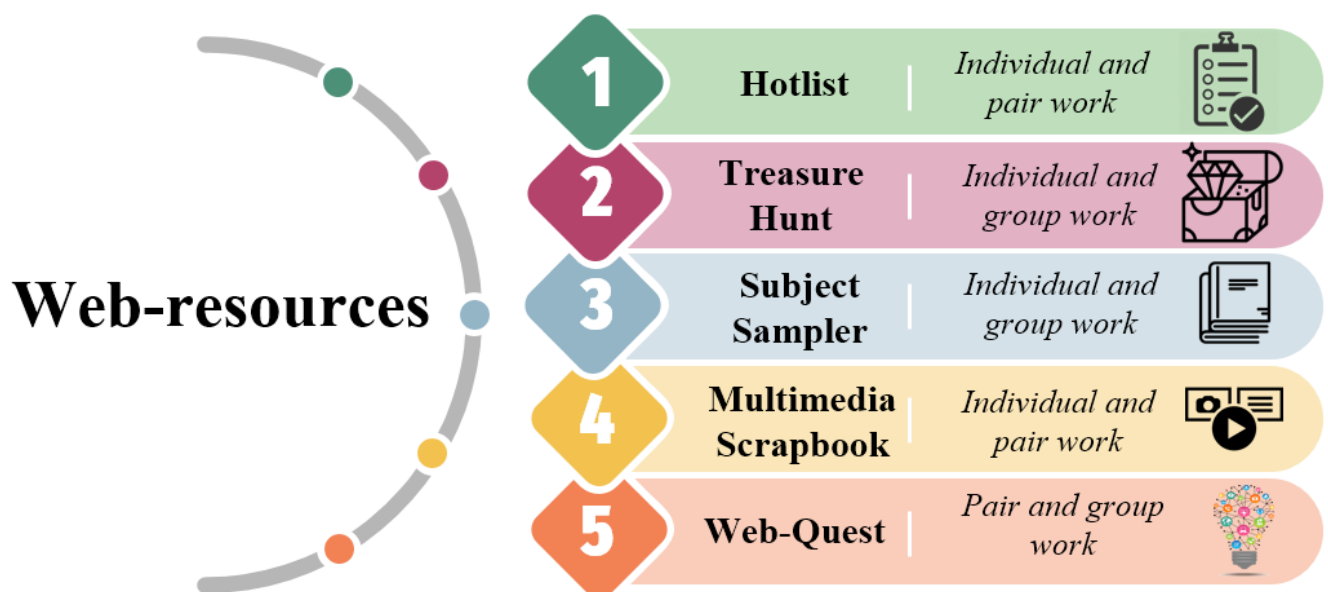 Web-resources
1
Hotlist
Individual and
pair work
2
Treasure
Hunt
Individual and
group work
3
Subject
Sampler
Individual and
group work
4
Multimedia
Scrapbook
Individual and
pair work
5
Web-Quest
Pair and group
work